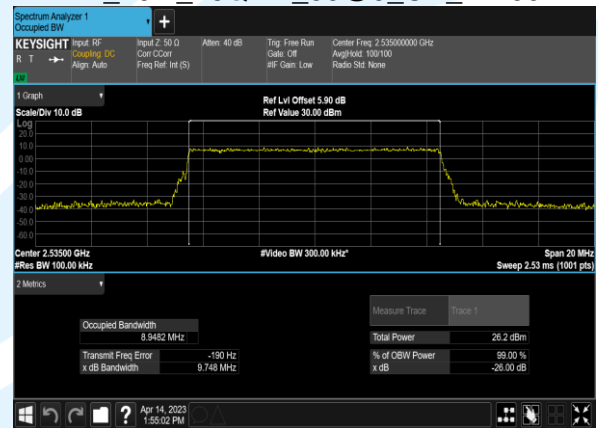 Spectrum Analyzer 1
Occupied BW
KEYSIGHT Input: RF Input Z: 50 Ω Atten: 40 dB Trig: Free Run Center Freq: 2.535000000 GHz
R T Coupling: DC Corr CCorr Gate: Off Avg|Hold: 100/100
Align: Auto Freq Ref: Int (S) #IF Gain: Low Radio Std: None
1 Graph
Scale/Div 10.0 dB Ref Lvl Offset 5.90 dB
Ref Value 30.00 dBm
Log
20.0
10.0
0.00
-10.0
-20.0
-30.0
-40.0
-50.0
-60.0
Center 2.53500 GHz #Video BW 300.00 kHz* Span 20 MHz
#Res BW 100.00 kHz Sweep 2.53 ms (1001 pts)
2 Metrics
Measure Trace Trace 1
Occupied Bandwidth
8.9482 MHz Total Power 26.2 dBm
Transmit Freq Error -190 Hz % of OBW Power 99.00 %
x dB Bandwidth 9.748 MHz x dB -26.00 dB
? Apr 14, 2023
1:55:02 PM